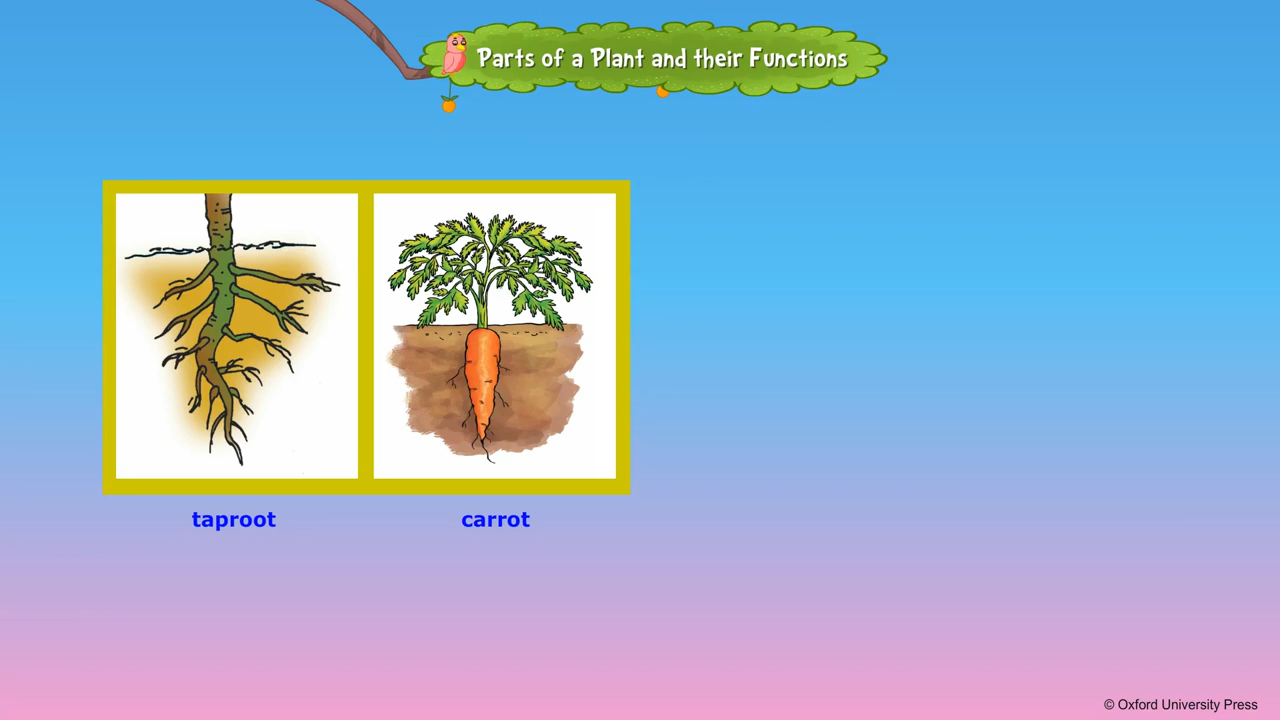 Parts of a Plant and their Functions
taproot
carrot
© Oxford University Press